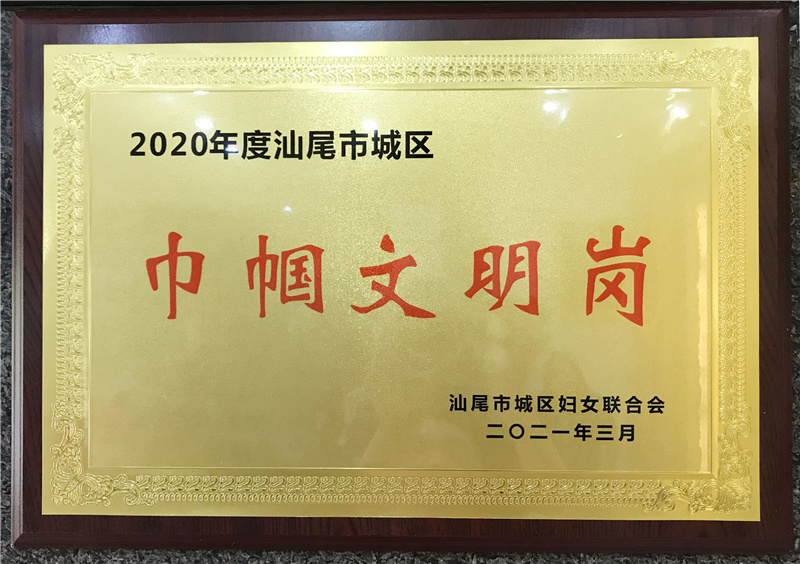 2020年度汕尾市城区
巾帼文明岗
汕尾市城区妇女联合会
二〇二一年三月